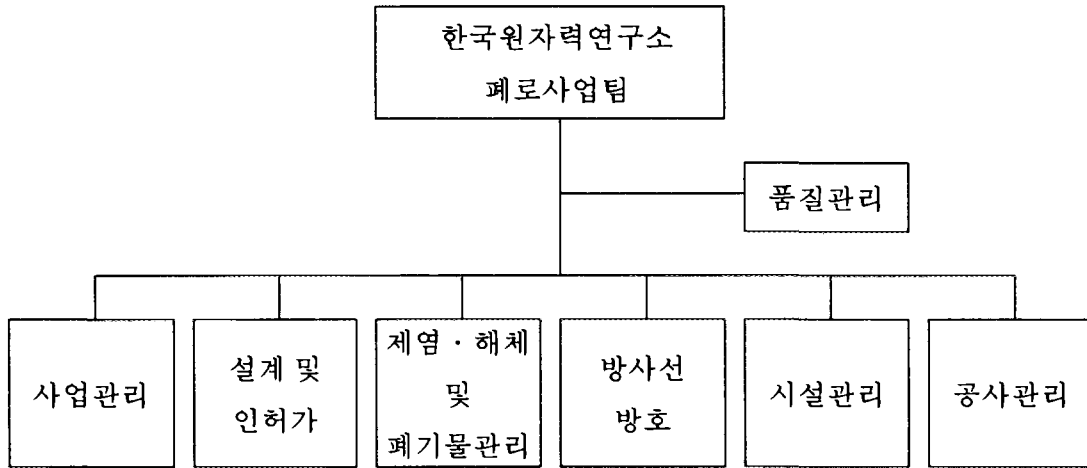 한국원자력연구소
폐로사업팀
품질관리
사업관리
설계 및
인허가
제염 · 해체
및
폐기물관리
방사선
방호
시설관리
공사관리